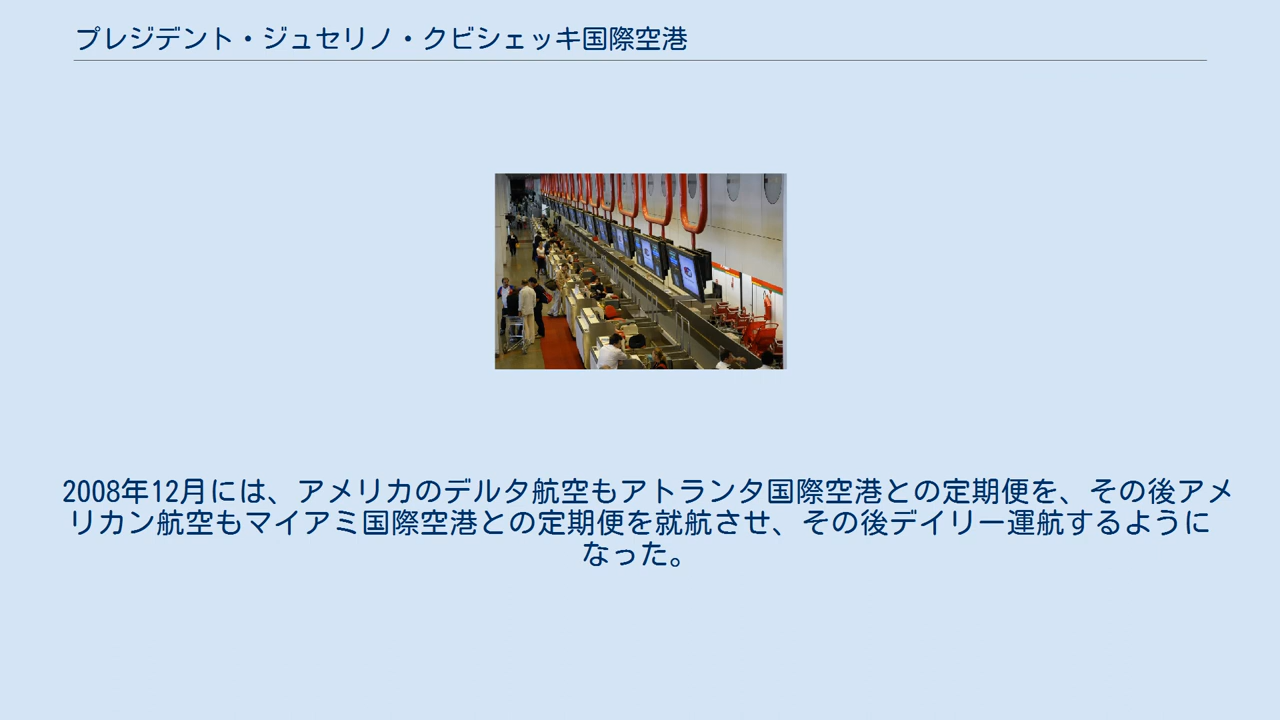 プレジデント・ジュセリノ・クビシェッキ国際空港
2008年12月には、アメリカのデルタ航空もアトランタ国際空港との定期便を、その後アメ
リカン航空もマイアミ国際空港との定期便を就航させ、その後デイリー運航するように
なった。